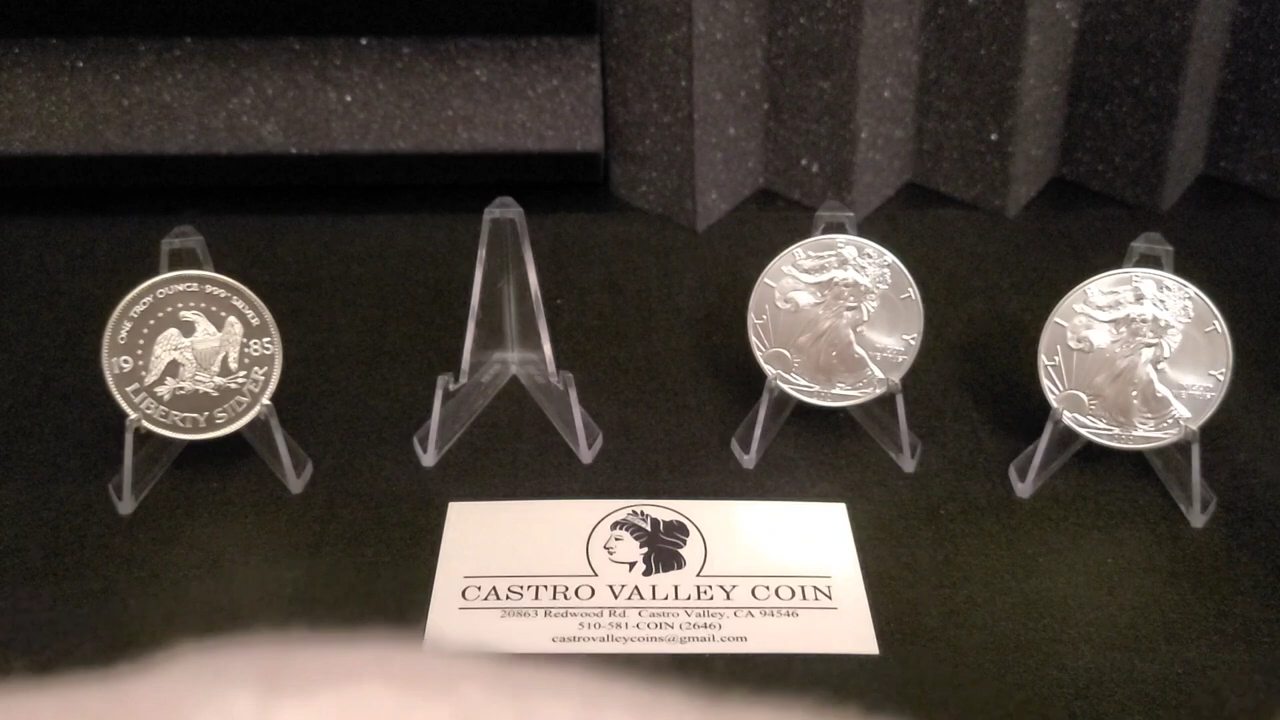 ONE TROY OUNCE · 999 · SILVER
19 85
LIBERTY SILVER
LIBERTY
LIBERTY
CASTRO VALLEY COIN
20863 Redwood Rd. Castro Valley, CA 94546
510-581-COIN (2646)
castrovalleycoins@gmail.com